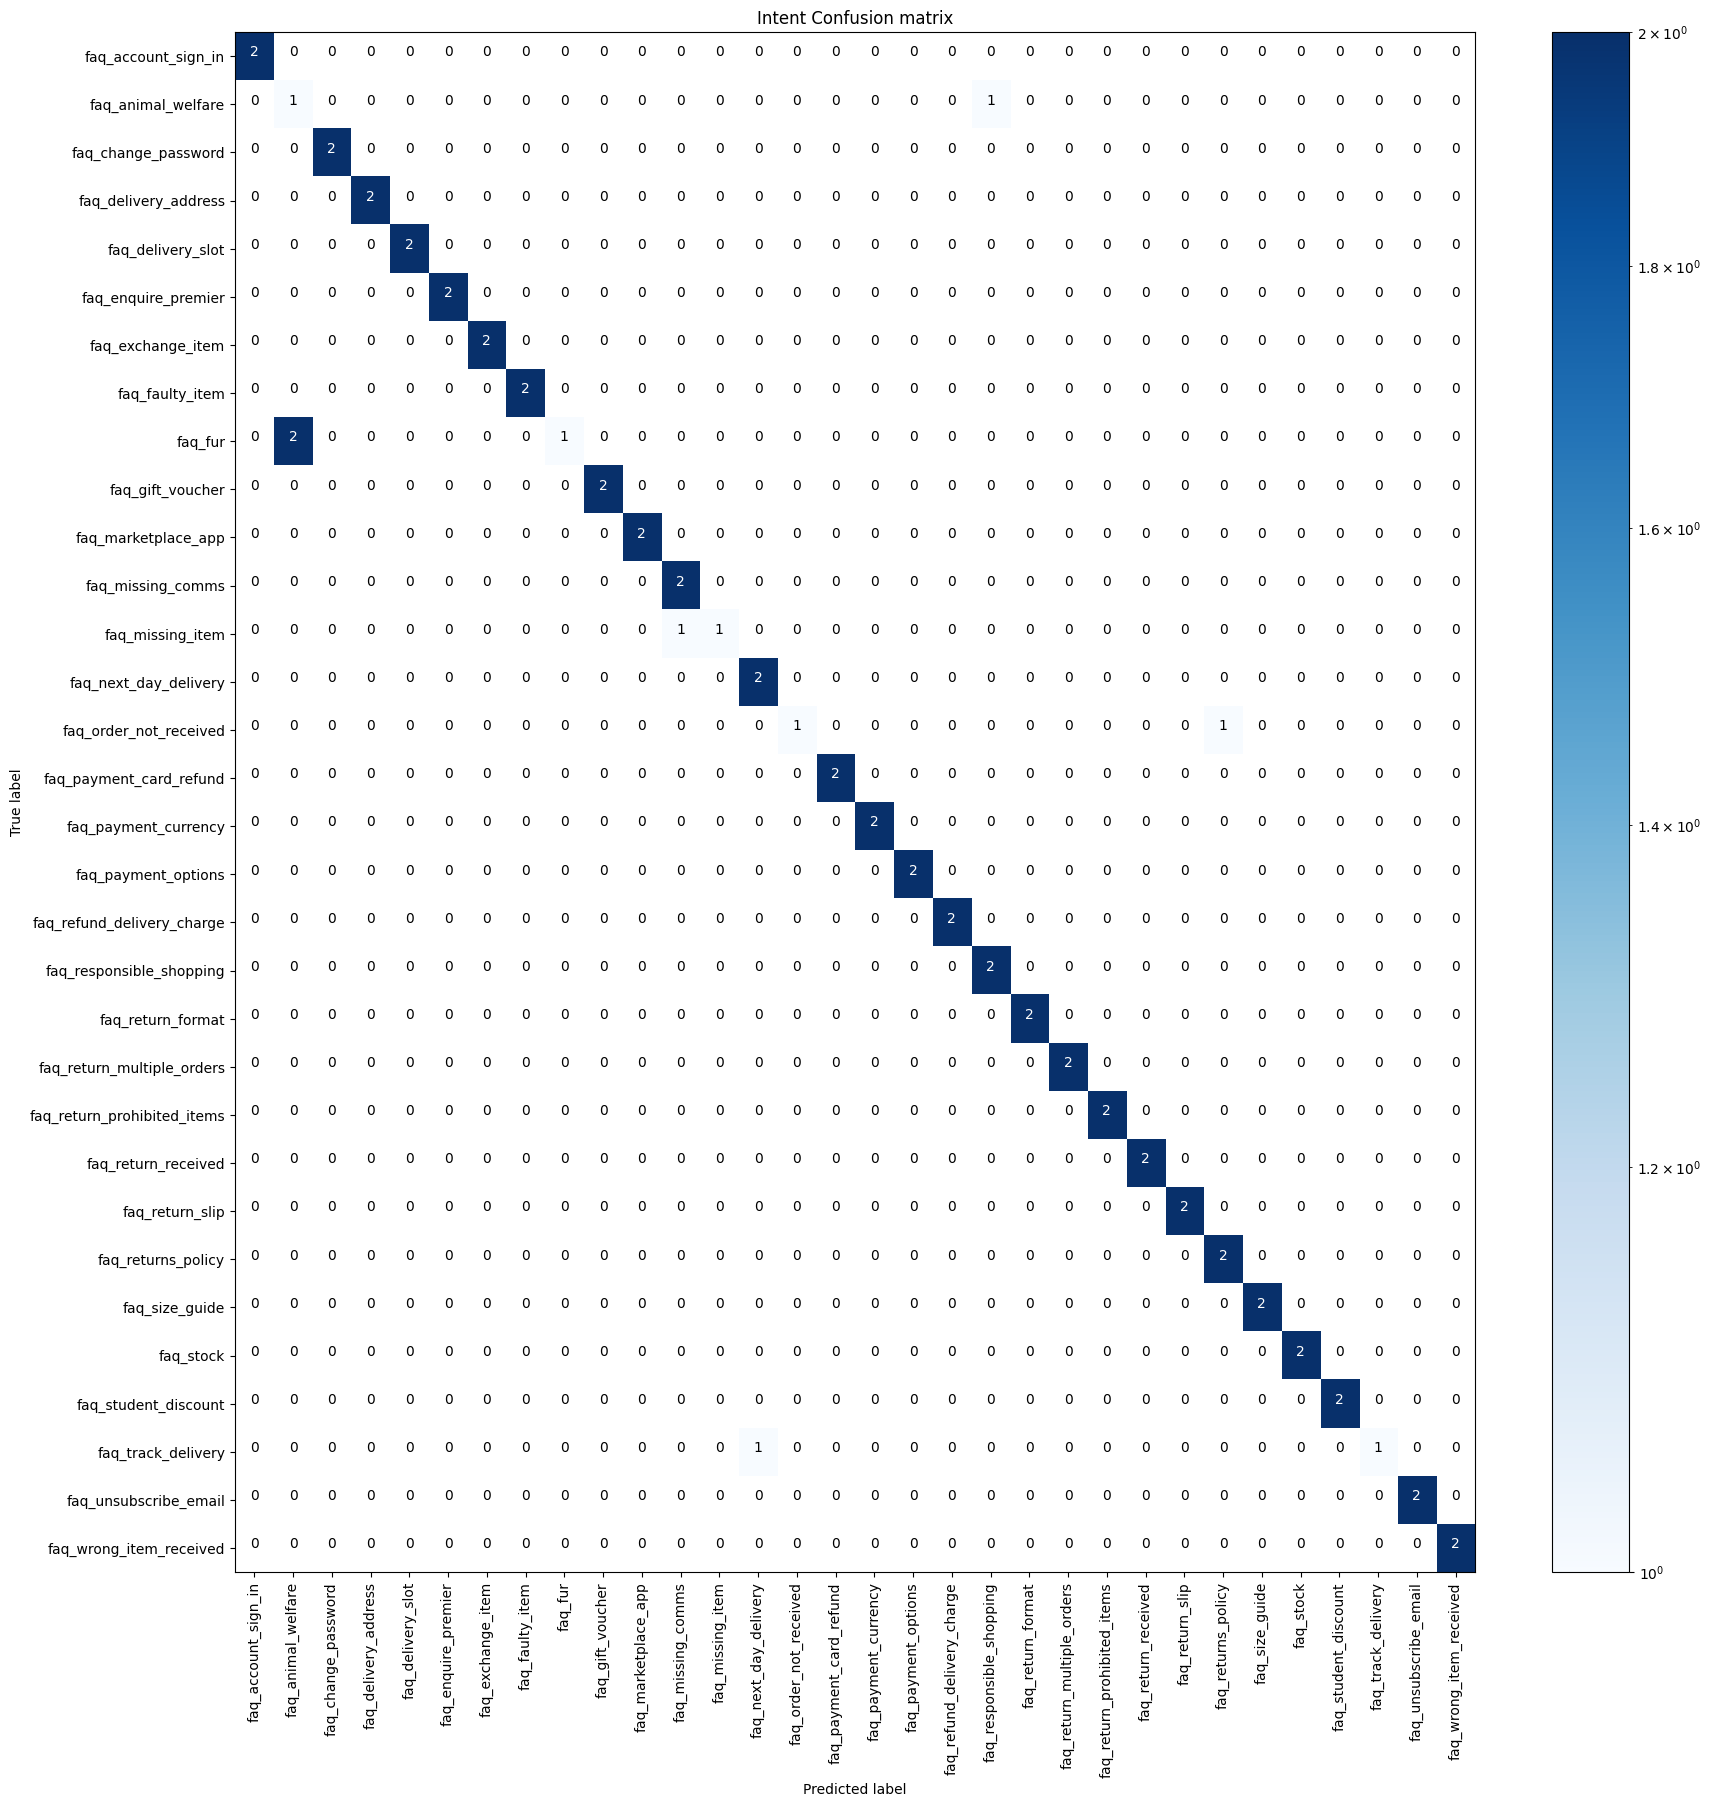 Intent Confusion matrix
faq_account_sign_in 2 0 0 0 0 0 0 0 0 0 0 0 0 0 0 0 0 0 0 0 0 0 0 0 0 0 0 0 0 0 0 0
faq_animal_welfare 0 1 0 0 0 0 0 0 0 0 0 0 0 0 0 0 0 0 0 1 0 0 0 0 0 0 0 0 0 0 0 0
faq_change_password 0 0 2 0 0 0 0 0 0 0 0 0 0 0 0 0 0 0 0 0 0 0 0 0 0 0 0 0 0 0 0 0
faq_delivery_address 0 0 0 2 0 0 0 0 0 0 0 0 0 0 0 0 0 0 0 0 0 0 0 0 0 0 0 0 0 0 0 0
faq_delivery_slot 0 0 0 0 2 0 0 0 0 0 0 0 0 0 0 0 0 0 0 0 0 0 0 0 0 0 0 0 0 0 0 0
faq_enquire_premier 0 0 0 0 0 2 0 0 0 0 0 0 0 0 0 0 0 0 0 0 0 0 0 0 0 0 0 0 0 0 0 0
faq_exchange_item 0 0 0 0 0 0 2 0 0 0 0 0 0 0 0 0 0 0 0 0 0 0 0 0 0 0 0 0 0 0 0 0
faq_faulty_item 0 0 0 0 0 0 0 2 0 0 0 0 0 0 0 0 0 0 0 0 0 0 0 0 0 0 0 0 0 0 0 0
faq_fur 0 2 0 0 0 0 0 0 1 0 0 0 0 0 0 0 0 0 0 0 0 0 0 0 0 0 0 0 0 0 0 0
faq_gift_voucher 0 0 0 0 0 0 0 0 0 2 0 0 0 0 0 0 0 0 0 0 0 0 0 0 0 0 0 0 0 0 0 0
faq_marketplace_app 0 0 0 0 0 0 0 0 0 0 2 0 0 0 0 0 0 0 0 0 0 0 0 0 0 0 0 0 0 0 0 0
faq_missing_comms 0 0 0 0 0 0 0 0 0 0 0 2 0 0 0 0 0 0 0 0 0 0 0 0 0 0 0 0 0 0 0 0
faq_missing_item 0 0 0 0 0 0 0 0 0 0 0 1 1 0 0 0 0 0 0 0 0 0 0 0 0 0 0 0 0 0 0 0
faq_next_day_delivery 0 0 0 0 0 0 0 0 0 0 0 0 0 2 0 0 0 0 0 0 0 0 0 0 0 0 0 0 0 0 0 0
faq_order_not_received 0 0 0 0 0 0 0 0 0 0 0 0 0 0 1 0 0 0 0 0 0 0 0 0 0 1 0 0 0 0 0 0
faq_payment_card_refund 0 0 0 0 0 0 0 0 0 0 0 0 0 0 0 2 0 0 0 0 0 0 0 0 0 0 0 0 0 0 0 0
faq_payment_currency 0 0 0 0 0 0 0 0 0 0 0 0 0 0 0 0 2 0 0 0 0 0 0 0 0 0 0 0 0 0 0 0
faq_payment_options 0 0 0 0 0 0 0 0 0 0 0 0 0 0 0 0 0 2 0 0 0 0 0 0 0 0 0 0 0 0 0 0
faq_refund_delivery_charge 0 0 0 0 0 0 0 0 0 0 0 0 0 0 0 0 0 0 2 0 0 0 0 0 0 0 0 0 0 0 0 0
faq_responsible_shopping 0 0 0 0 0 0 0 0 0 0 0 0 0 0 0 0 0 0 0 2 0 0 0 0 0 0 0 0 0 0 0 0
faq_return_format 0 0 0 0 0 0 0 0 0 0 0 0 0 0 0 0 0 0 0 0 2 0 0 0 0 0 0 0 0 0 0 0
faq_return_multiple_orders 0 0 0 0 0 0 0 0 0 0 0 0 0 0 0 0 0 0 0 0 0 2 0 0 0 0 0 0 0 0 0 0
faq_return_prohibited_items 0 0 0 0 0 0 0 0 0 0 0 0 0 0 0 0 0 0 0 0 0 0 2 0 0 0 0 0 0 0 0 0
faq_return_received 0 0 0 0 0 0 0 0 0 0 0 0 0 0 0 0 0 0 0 0 0 0 0 2 0 0 0 0 0 0 0 0
faq_return_slip 0 0 0 0 0 0 0 0 0 0 0 0 0 0 0 0 0 0 0 0 0 0 0 0 2 0 0 0 0 0 0 0
faq_returns_policy 0 0 0 0 0 0 0 0 0 0 0 0 0 0 0 0 0 0 0 0 0 0 0 0 0 2 0 0 0 0 0 0
faq_size_guide 0 0 0 0 0 0 0 0 0 0 0 0 0 0 0 0 0 0 0 0 0 0 0 0 0 0 2 0 0 0 0 0
faq_stock 0 0 0 0 0 0 0 0 0 0 0 0 0 0 0 0 0 0 0 0 0 0 0 0 0 0 0 2 0 0 0 0
faq_student_discount 0 0 0 0 0 0 0 0 0 0 0 0 0 0 0 0 0 0 0 0 0 0 0 0 0 0 0 0 2 0 0 0
faq_track_delivery 0 0 0 0 0 0 0 0 0 0 0 0 0 1 0 0 0 0 0 0 0 0 0 0 0 0 0 0 0 1 0 0
faq_unsubscribe_email 0 0 0 0 0 0 0 0 0 0 0 0 0 0 0 0 0 0 0 0 0 0 0 0 0 0 0 0 0 0 2 0
faq_wrong_item_received 0 0 0 0 0 0 0 0 0 0 0 0 0 0 0 0 0 0 0 0 0 0 0 0 0 0 0 0 0 0 0 2
True label
faq_account_sign_in
faq_animal_welfare
faq_change_password
faq_delivery_address
faq_delivery_slot
faq_enquire_premier
faq_exchange_item
faq_faulty_item
faq_fur
faq_gift_voucher
faq_marketplace_app
faq_missing_comms
faq_missing_item
faq_next_day_delivery
faq_order_not_received
faq_payment_card_refund
faq_payment_currency
faq_payment_options
faq_refund_delivery_charge
faq_responsible_shopping
faq_return_format
faq_return_multiple_orders
faq_return_prohibited_items
faq_return_received
faq_return_slip
faq_returns_policy
faq_size_guide
faq_stock
faq_student_discount
faq_track_delivery
faq_unsubscribe_email
faq_wrong_item_received
Predicted label
2 × 10⁰
1.8 × 10⁰
1.6 × 10⁰
1.4 × 10⁰
1.2 × 10⁰
10⁰